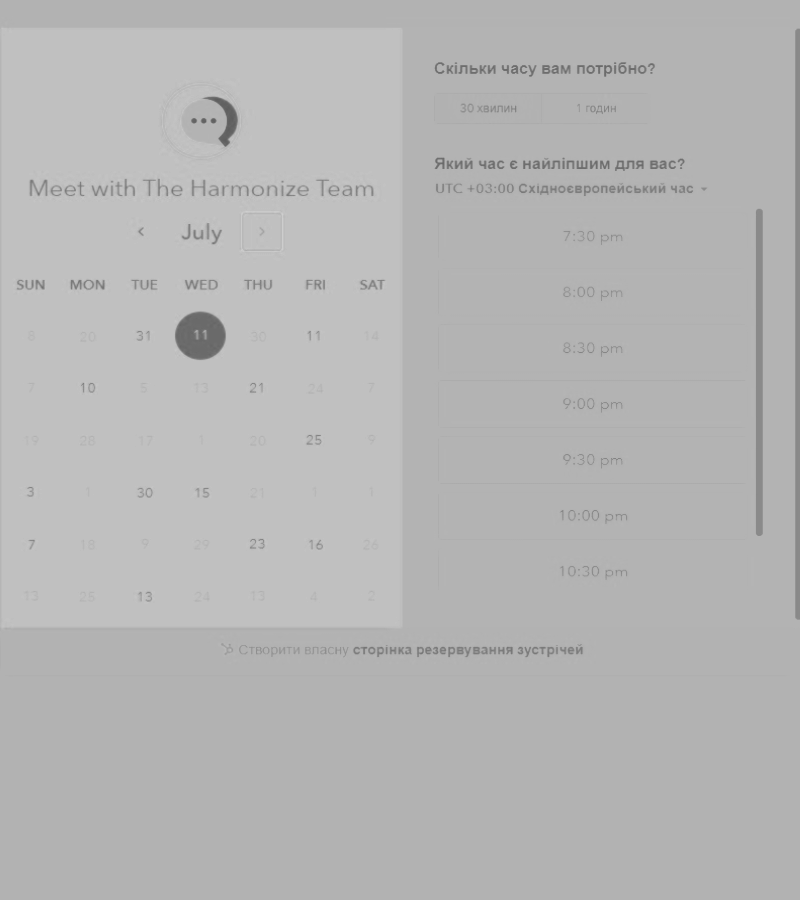 Meet with The Harmonize Team
July
SUN MON TUE WED THU FRI SAT
8 20 31 11 30 11 14
7 10 5 13 21 24 7
19 28 17 1 20 25 9
3 1 30 15 21 1 1
7 18 9 29 23 16 26
13 25 13 24 13 4 2
Скільки часу вам потрібно?
30 хвилин 1 годин
Який час є найліпшим для вас?
UTC +03:00 Східноєвропейський час
7:30 pm
8:00 pm
8:30 pm
9:00 pm
9:30 pm
10:00 pm
10:30 pm
Створити власну сторінка резервування зустрічей